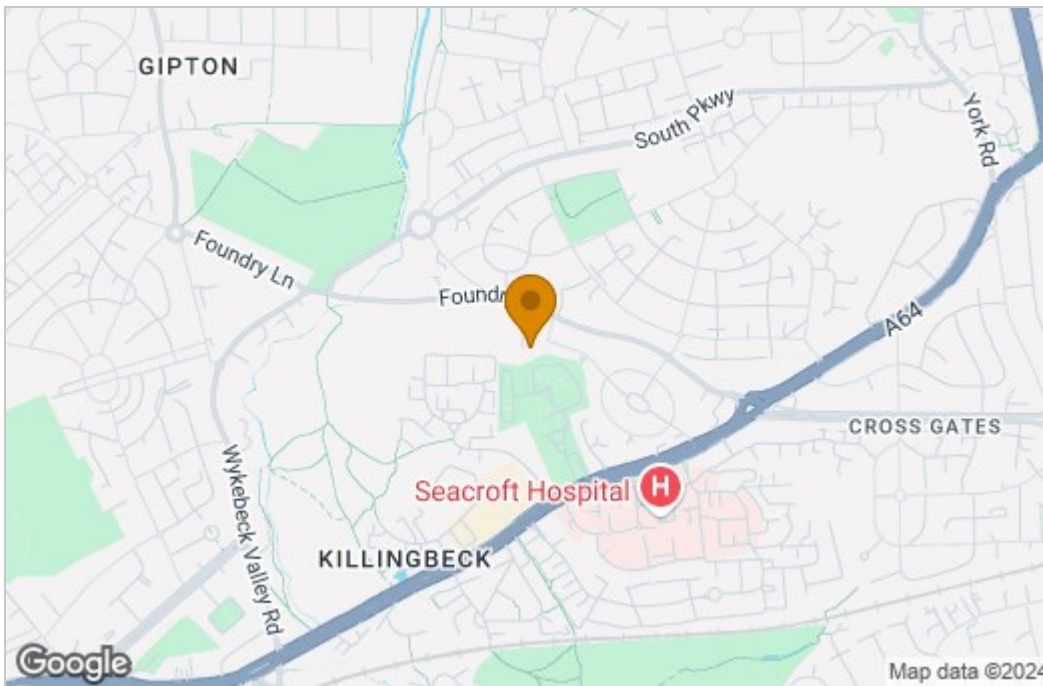 GIPTON
South Pkwy
York Rd
Foundry Ln
Found
A64
CROSS GATES
Wykebeck Valley Rd
Seacroft Hospital H
KILLINGBECK
Google
Map data ©2024